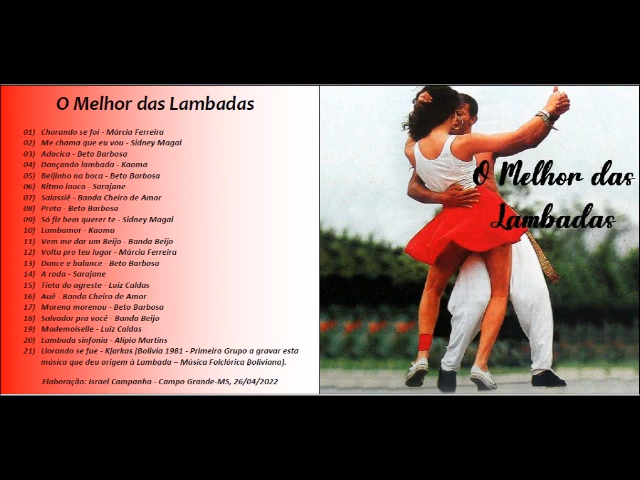 O Melhor das Lambadas
01) Chorando se foi - Márcia Ferreira
02) Me chama que eu vou - Sidney Magal
03) Adocica - Beto Barbosa
04) Dançando lambada - Kaoma
05) Beijinho na boca - Beto Barbosa
06) Ritmo louco - Sarajane
07) Salassiê - Banda Cheiro de Amor
08) Preta - Beto Barbosa
09) Só fiz bem querer te - Sidney Magal
10) Lambamor - Kaoma
11) Vem me dar um Beijo - Banda Beijo
12) Volta pro teu lugar - Márcia Ferreira
13) Dance e balance - Beto Barbosa
14) A roda - Sarajane
15) Tieta do agreste - Luiz Caldas
16) Auê - Banda Cheiro de Amor
17) Morena morenou - Beto Barbosa
18) Salvador pra você - Banda Beijo
19) Mademoiselle - Luiz Caldas
20) Lambada sinfonia - Alípio Martins
21) Llorando se fue - Kjarkas (Bolívia 1981 - Primeiro Grupo a gravar esta
música que deu origem à Lambada – Música Folclórica Boliviana).
Elaboração: Israel Campanha - Campo Grande-MS, 26/04/2022
O Melhor das
Lambadas